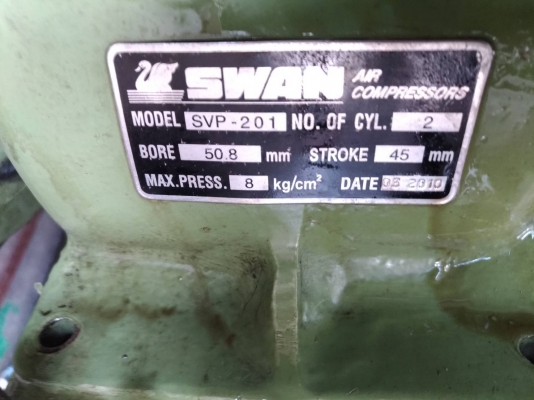 SWAN AIR COMPRESSORS
MODEL SVP-201 NO. OF CYL. 2
BORE 50.8 mm STROKE 45 mm
MAX.PRESS. 8 kg/cm² DATE 06 2010